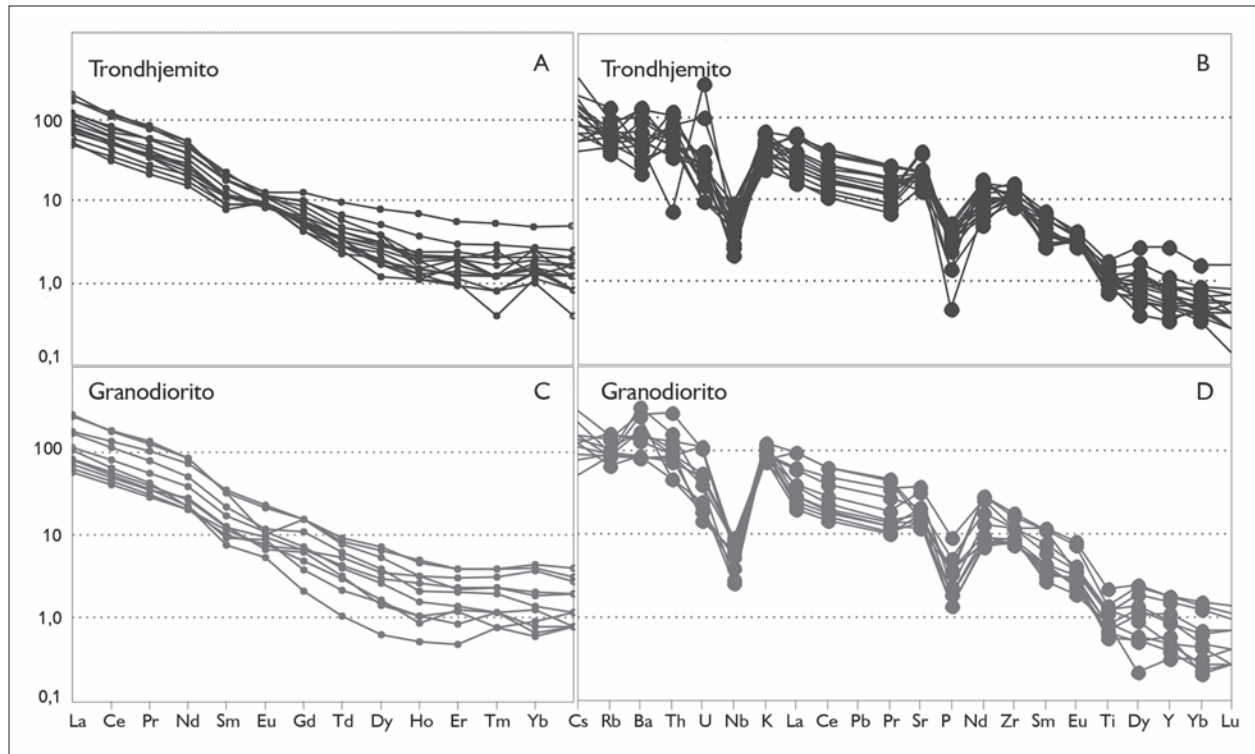 Trondhjemito
A
Trondhjemito
B
100
10
1,0
0,1
Granodiorito
C
Granodiorito
D
100
10
1,0
0,1
La Ce Pr Nd Sm Eu Gd Td Dy Ho Er Tm Yb Cs Rb Ba Th U Nb K La Ce Pb Pr Sr P Nd Zr Sm Eu Ti Dy Y Yb Lu